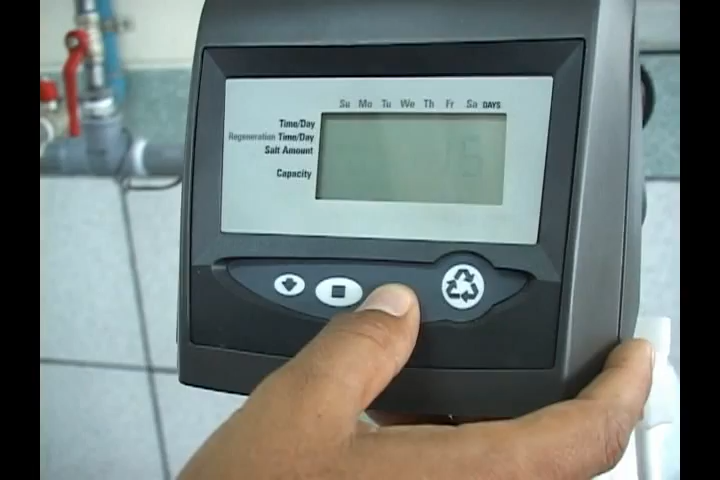 Su Mo Tu We Th Fr Sa DAYS
Time/Day
Regeneration Time/Day
Salt Amount
Capacity